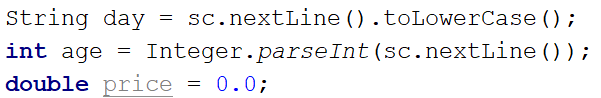 String day = sc.nextLine().toLowerCase();
int age = Integer.parseInt(sc.nextLine());
double price = 0.0;